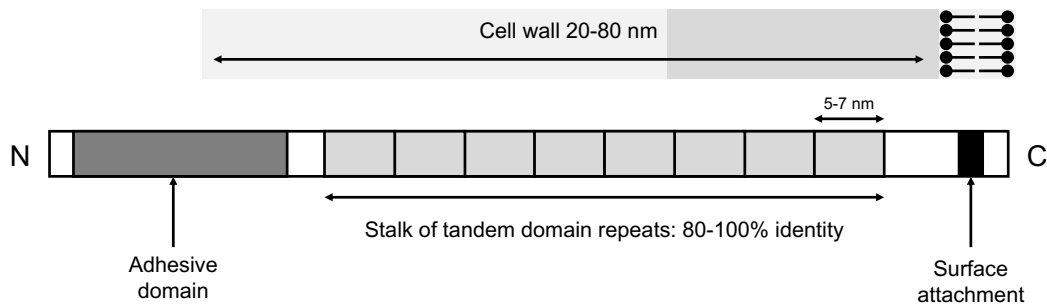 Cell wall 20-80 nm
5-7 nm
N
C
Stalk of tandem domain repeats: 80-100% identity
Adhesive
domain
Surface
attachment